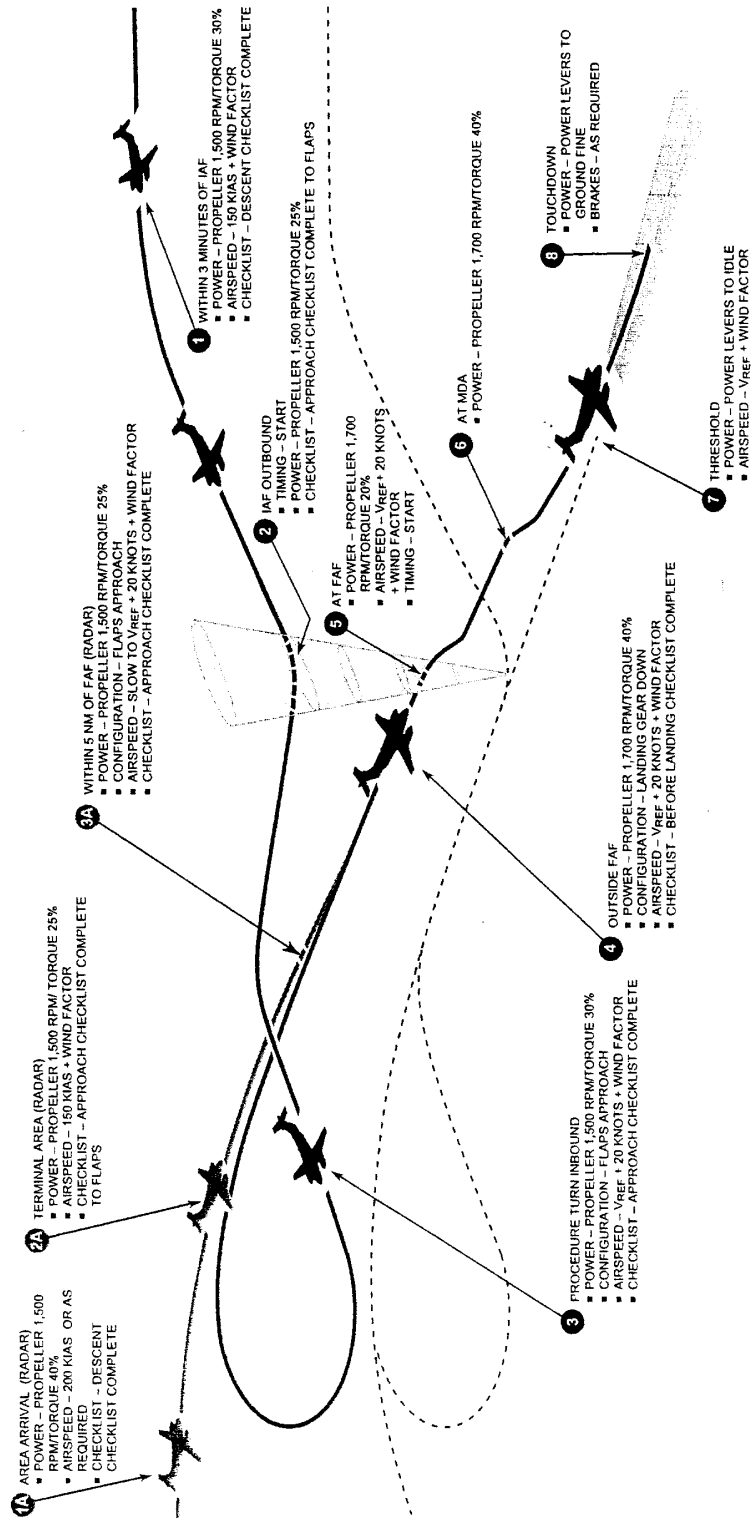 1A AREA ARRIVAL (RADAR)
■ POWER – PROPELLER 1,500
RPM/TORQUE 40%
■ AIRSPEED – 200 KIAS OR AS
REQUIRED
■ CHECKLIST – DESCENT
CHECKLIST COMPLETE
2A TERMINAL AREA (RADAR)
■ POWER – PROPELLER 1,500 RPM/ TORQUE 25%
■ AIRSPEED – 150 KIAS + WIND FACTOR
■ CHECKLIST – APPROACH CHECKLIST COMPLETE
TO FLAPS
3A WITHIN 5 NM OF FAF (RADAR)
■ POWER – PROPELLER 1,500 RPM/TORQUE 25%
■ CONFIGURATION – FLAPS APPROACH
■ AIRSPEED – SLOW TO VREF + 20 KNOTS + WIND FACTOR
■ CHECKLIST – APPROACH CHECKLIST COMPLETE
1 WITHIN 3 MINUTES OF IAF
■ POWER – PROPELLER 1,500 RPM/TORQUE 30%
■ AIRSPEED – 150 KIAS + WIND FACTOR
■ CHECKLIST – DESCENT CHECKLIST COMPLETE
2 IAF OUTBOUND
■ TIMING – START
■ POWER – PROPELLER 1,500 RPM/TORQUE 25%
■ CHECKLIST – APPROACH CHECKLIST COMPLETE TO FLAPS
3 PROCEDURE TURN INBOUND
■ POWER – PROPELLER 1,500 RPM/TORQUE 30%
■ CONFIGURATION – FLAPS APPROACH
■ AIRSPEED – VREF + 20 KNOTS + WIND FACTOR
■ CHECKLIST – APPROACH CHECKLIST COMPLETE
4 OUTSIDE FAF
■ POWER – PROPELLER 1,700 RPM/TORQUE 40%
■ CONFIGURATION – LANDING GEAR DOWN
■ AIRSPEED – VREF + 20 KNOTS + WIND FACTOR
■ CHECKLIST – BEFORE LANDING CHECKLIST COMPLETE
5 AT FAF
■ POWER – PROPELLER 1,700
RPM/TORQUE 20%
■ AIRSPEED – VREF + 20 KNOTS
+ WIND FACTOR
■ TIMING – START
6 AT MDA
■ POWER – PROPELLER 1,700 RPM/TORQUE 40%
7 THRESHOLD
■ POWER – POWER LEVERS TO IDLE
■ AIRSPEED – VREF + WIND FACTOR
8 TOUCHDOWN
■ POWER – POWER LEVERS TO
GROUND FINE
■ BRAKES – AS REQUIRED